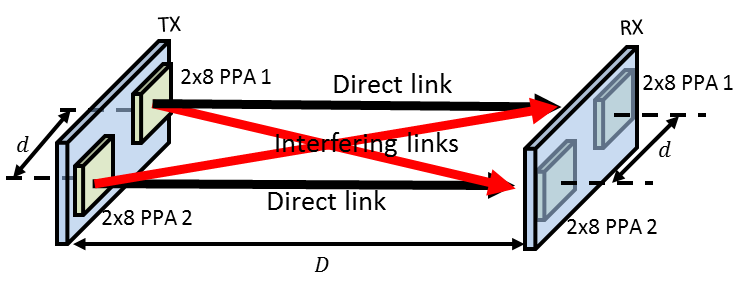 TX
RX
2x8 PPA 1
Direct link
2x8 PPA 1
d
Interfering links
d
Direct link
2x8 PPA 2
2x8 PPA 2
D